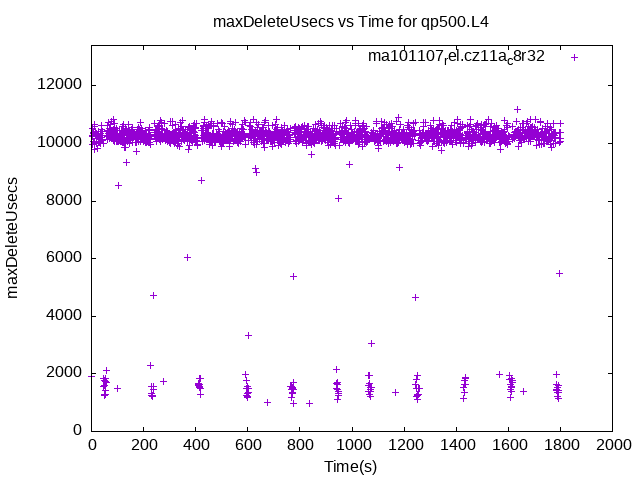 maxDeleteUsecs vs Time for qp500.L4
ma101107rel.cz11ac8r32
12000
10000
8000
6000
4000
2000
0
maxDeleteUsecs
0 200 400 600 800 1000 1200 1400 1600 1800 2000
Time(s)